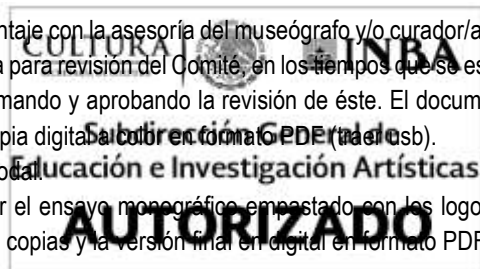 ntaje con la asesoría del museógrafo y/o curador/a
CULTURA INBA
a para revisión del Comité, en los tiempos que se es
mando y aprobando la revisión de éste. El docum
pia digital a color en formato PDF (traer usb).
Subdirección General de
Educación e Investigación Artísticas
odal.
r el ensayo monográfico empastado con los logo
AUTORIZADO
copias y la versión final en digital en formato PDF